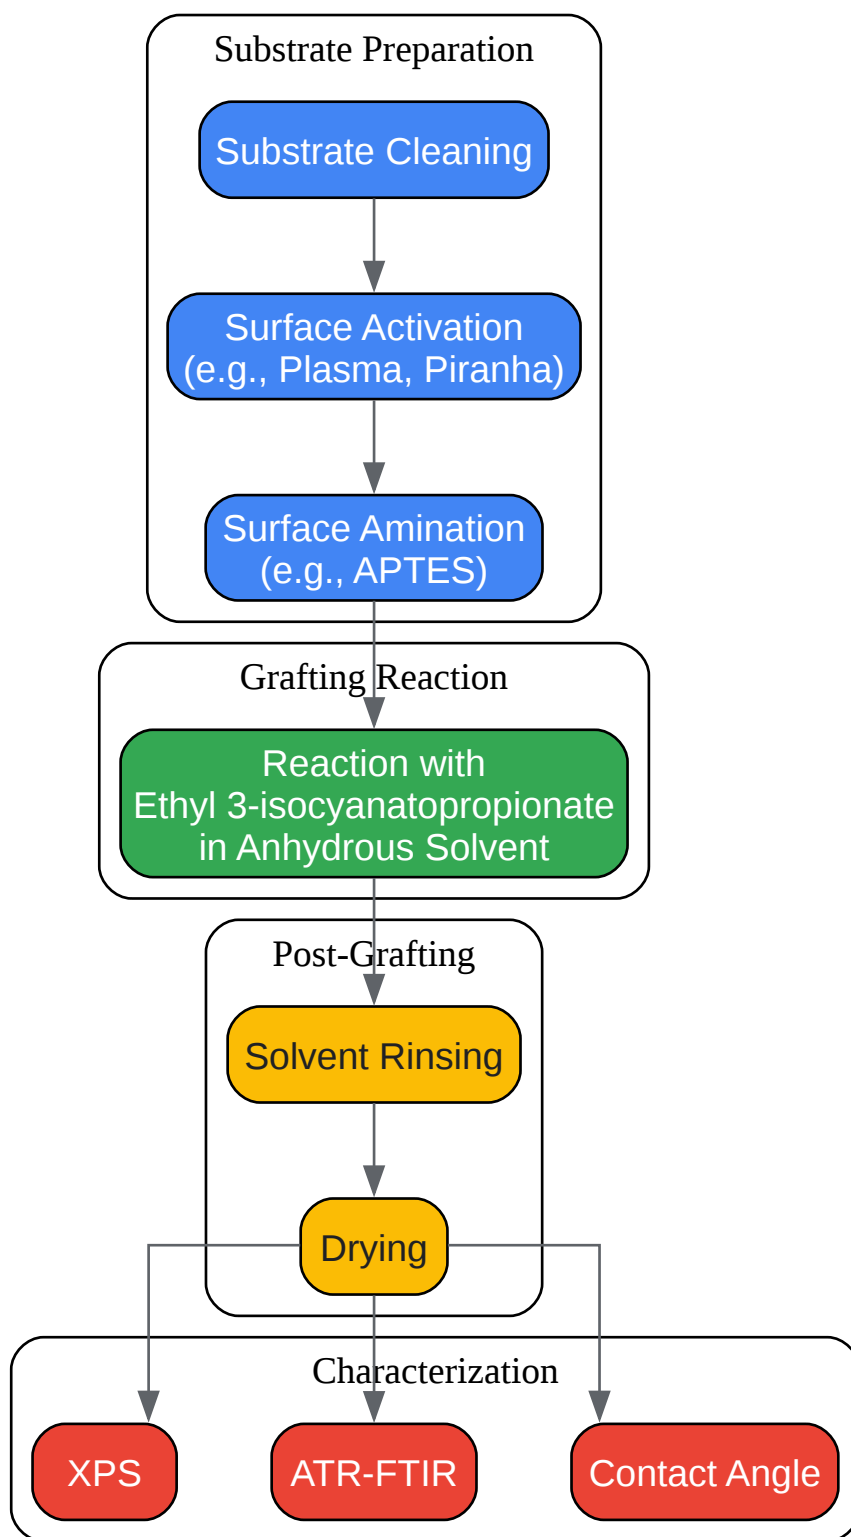 Substrate Preparation
Substrate Cleaning
Surface Activation
(e.g., Plasma, Piranha)
Surface Amination
(e.g., APTES)
Grafting Reaction
Reaction with
Ethyl 3-isocyanatopropionate
in Anhydrous Solvent
Post-Grafting
Solvent Rinsing
Drying
Characterization
XPS
ATR-FTIR
Contact Angle